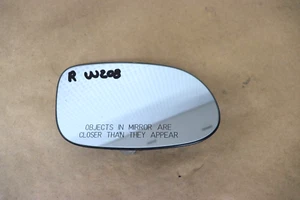 R W208
OBJECTS IN MIRROR ARE
CLOSER THAN THEY APPEAR